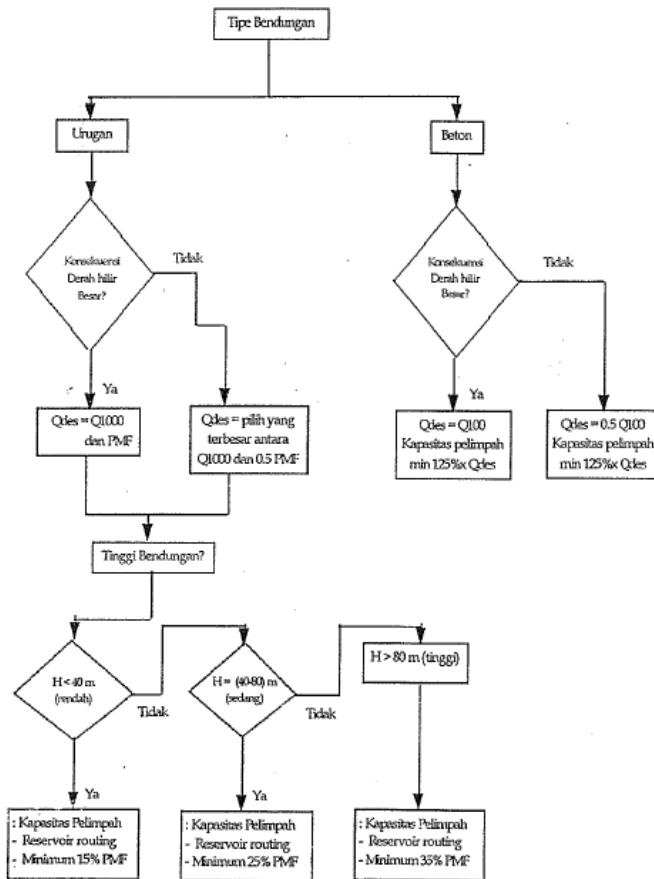 Tipe Bendungan
Urugan
Beton
Konsekuensi
Derah hilir
Besar?
Tidak
Konsekuensi
Derah hilir
Besar?
Tidak
Ya
Ya
Qdes = Q1000
dan PMF
Qdes = pilih yang
terbesar antara
Q1000 dan 0.5 PMF
Qdes = Q100
Kapasitas pelimpah
min 125%x Qdes
Qdes = 0.5 Q100
Kapasitas pelimpah
min 125%x Qdes
Tinggi Bendungan?
H < 40 m
(rendah)
Tidak
H = (40-80) m
(sedang)
Tidak
H > 80 m (tinggi)
Ya
Ya
: Kapasitas Pelimpah
- Reservoir routing
- Minimum 15% PMF
: Kapasitas Pelimpah
- Reservoir routing
- Minimum 25% PMF
: Kapasitas Pelimpah
- Reservoir routing
- Minimum 35% PMF